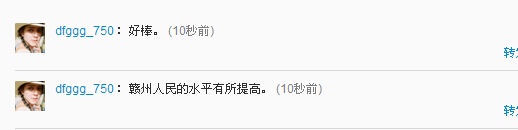 dfggg_750：好棒。 (10秒前)
转
dfggg_750：赣州人民的水平有所提高。 (10秒前)
转